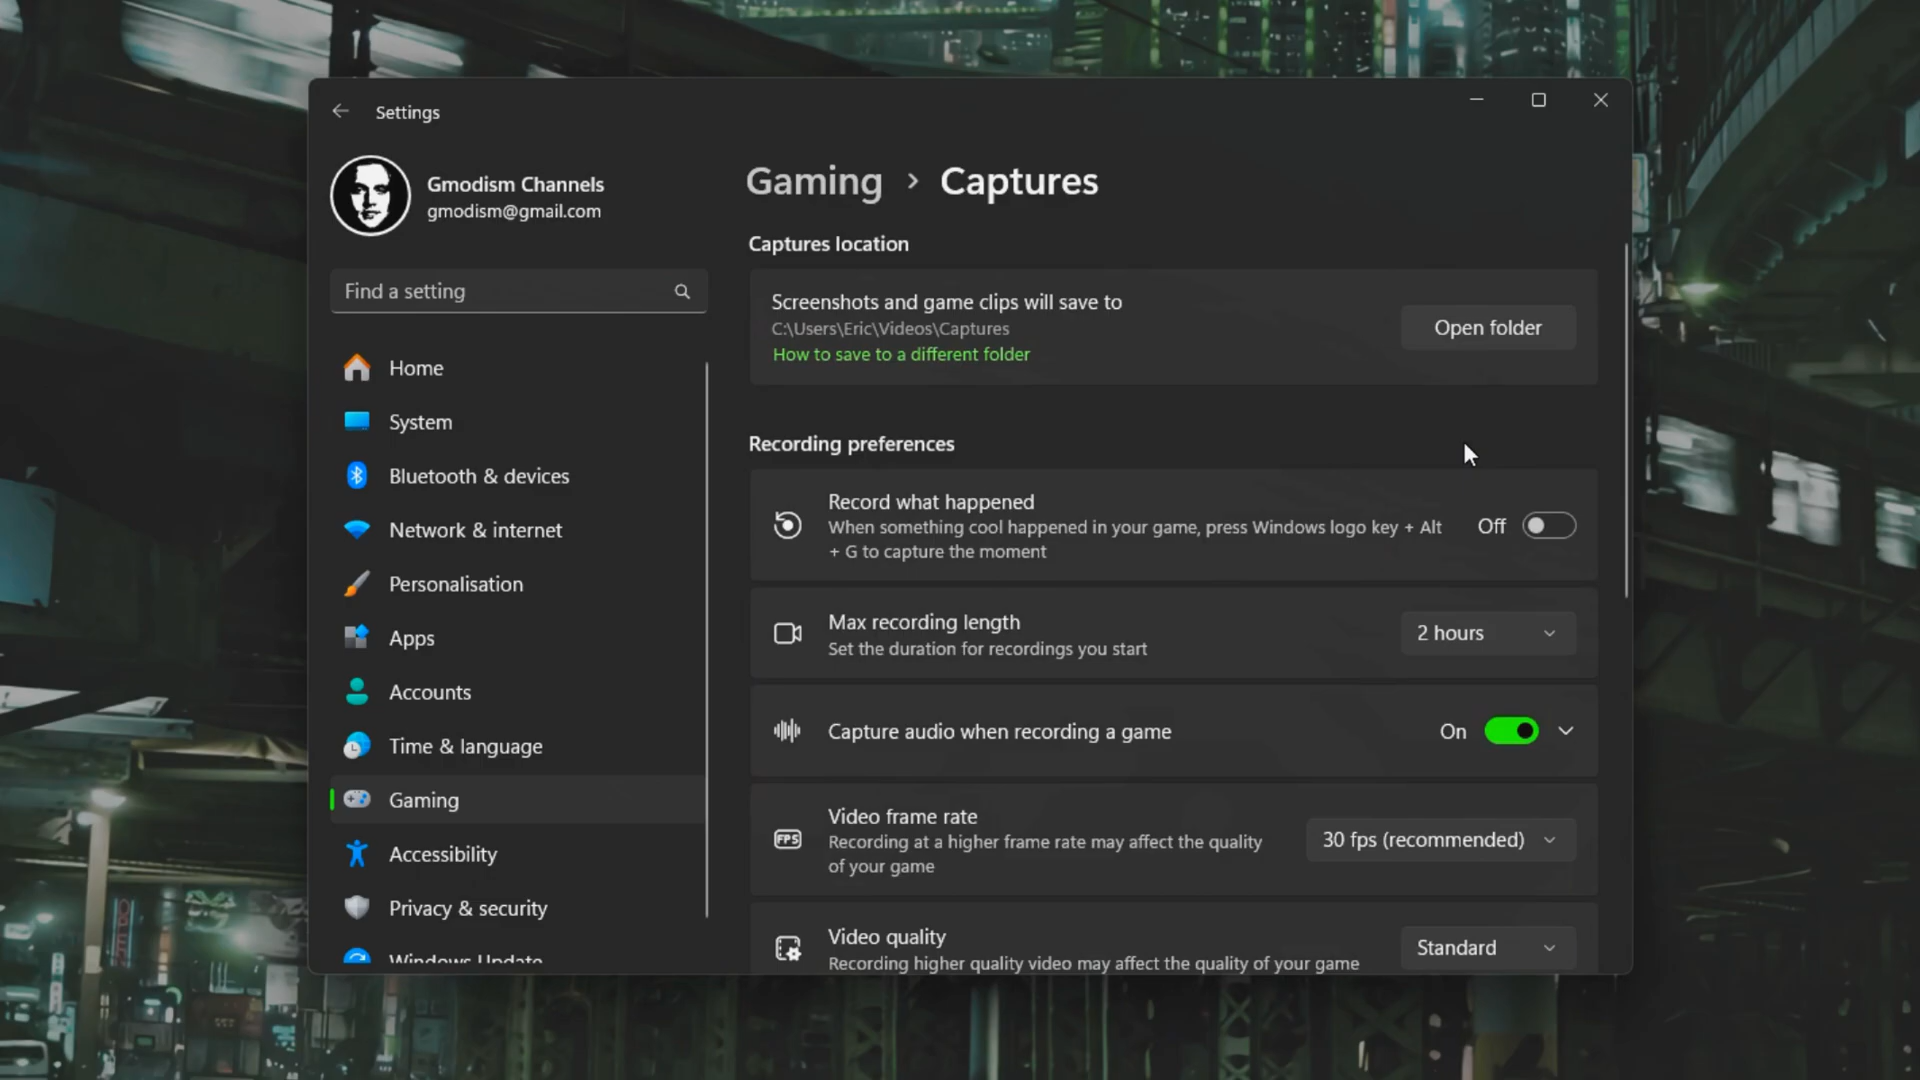 Settings
Gmodism Channels
gmodism@gmail.com
Find a setting
Home
System
Bluetooth & devices
Network & internet
Personalisation
Apps
Accounts
Time & language
Gaming
Accessibility
Privacy & security
Windows Update
Gaming > Captures
Captures location
Screenshots and game clips will save to
C:\Users\Eric\Videos\Captures
How to save to a different folder
Open folder
Recording preferences
Record what happened
When something cool happened in your game, press Windows logo key + Alt
+ G to capture the moment
Off
Max recording length
Set the duration for recordings you start
2 hours
Capture audio when recording a game
On
FPS
Video frame rate
Recording at a higher frame rate may affect the quality
of your game
30 fps (recommended)
Video quality
Recording higher quality video may affect the quality of your game
Standard